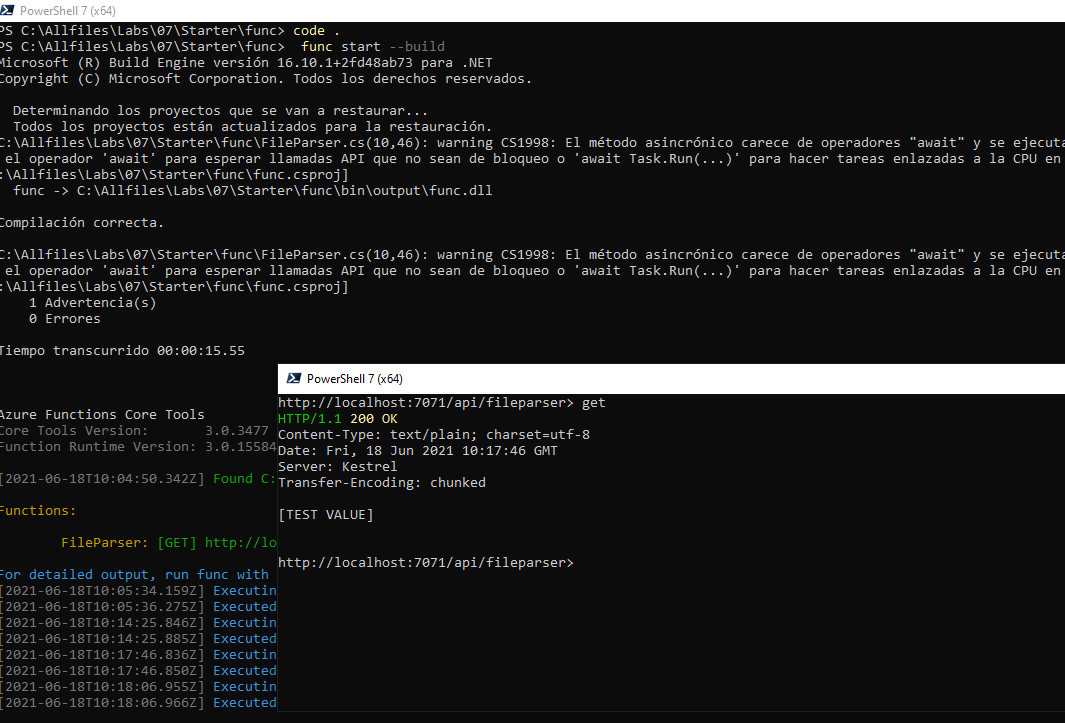 PowerShell 7 (x64)
PS C:\Allfiles\Labs\07\Starter\func> code .
PS C:\Allfiles\Labs\07\Starter\func>  func start --build
Microsoft (R) Build Engine versión 16.10.1+2fd48ab73 para .NET
Copyright (C) Microsoft Corporation. Todos los derechos reservados.
Determinando los proyectos que se van a restaurar...
Todos los proyectos están actualizados para la restauración.
C:\Allfiles\Labs\07\Starter\func\FileParser.cs(10,46): warning CS1998: El método asincrónico carece de operadores "await" y se ejecuta
el operador 'await' para esperar llamadas API que no sean de bloqueo o 'await Task.Run(...)' para hacer tareas enlazadas a la CPU en
:\Allfiles\Labs\07\Starter\func\func.csproj]
func -> C:\Allfiles\Labs\07\Starter\func\bin\output\func.dll
Compilación correcta.
C:\Allfiles\Labs\07\Starter\func\FileParser.cs(10,46): warning CS1998: El método asincrónico carece de operadores "await" y se ejecuta
el operador 'await' para esperar llamadas API que no sean de bloqueo o 'await Task.Run(...)' para hacer tareas enlazadas a la CPU en
:\Allfiles\Labs\07\Starter\func\func.csproj]
1 Advertencia(s)
0 Errores
Tiempo transcurrido 00:00:15.55
Azure Functions Core Tools
Core Tools Version:       3.0.3477
Function Runtime Version: 3.0.15584
[2021-06-18T10:04:50.342Z] Found C:
Functions:
FileParser: [GET] http://lo
For detailed output, run func with
[2021-06-18T10:05:34.159Z] Executin
[2021-06-18T10:05:36.275Z] Executed
[2021-06-18T10:14:25.846Z] Executin
[2021-06-18T10:14:25.885Z] Executed
[2021-06-18T10:17:46.836Z] Executin
[2021-06-18T10:17:46.850Z] Executed
[2021-06-18T10:18:06.955Z] Executin
[2021-06-18T10:18:06.966Z] Executed
PowerShell 7 (x64)
http://localhost:7071/api/fileparser> get
HTTP/1.1 200 OK
Content-Type: text/plain; charset=utf-8
Date: Fri, 18 Jun 2021 10:17:46 GMT
Server: Kestrel
Transfer-Encoding: chunked
[TEST VALUE]
http://localhost:7071/api/fileparser>